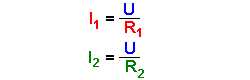 I₁ = U/R₁
I₂ = U/R₂